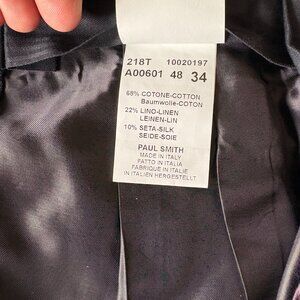 218T 10020197
A00601 48 34
68% COTONE-COTTON
Baumwolle-COTON
22% LINO-LINEN
LEINEN-LIN
10% SETA-SILK
SEIDE-SOIE
PAUL SMITH
MADE IN ITALY
FATTO IN ITALIA
FABRIQUE EN ITALIE
IN ITALIEN HERGESTELLT